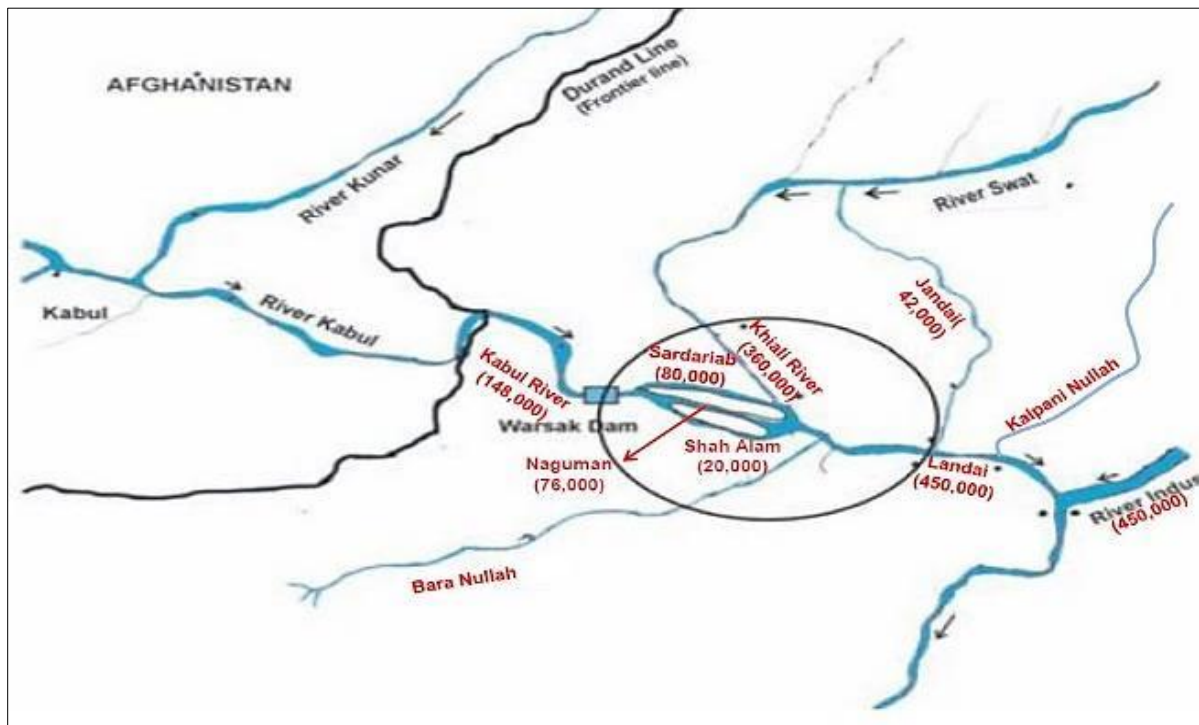 AFGHANISTAN
Durand Line
(Frontier line)
River Kunar
River Swat
Kabul
River Kabul
Kabul River
(148,000)
Warsak Dam
Sardariab
(80,000)
Khiali River
(360,000)
Jandai(
42,000)
Kalpani Nullah
Naguman
(76,000)
Shah Alam
(20,000)
Landai
(450,000)
River Indus
(450,000)
Bara Nullah